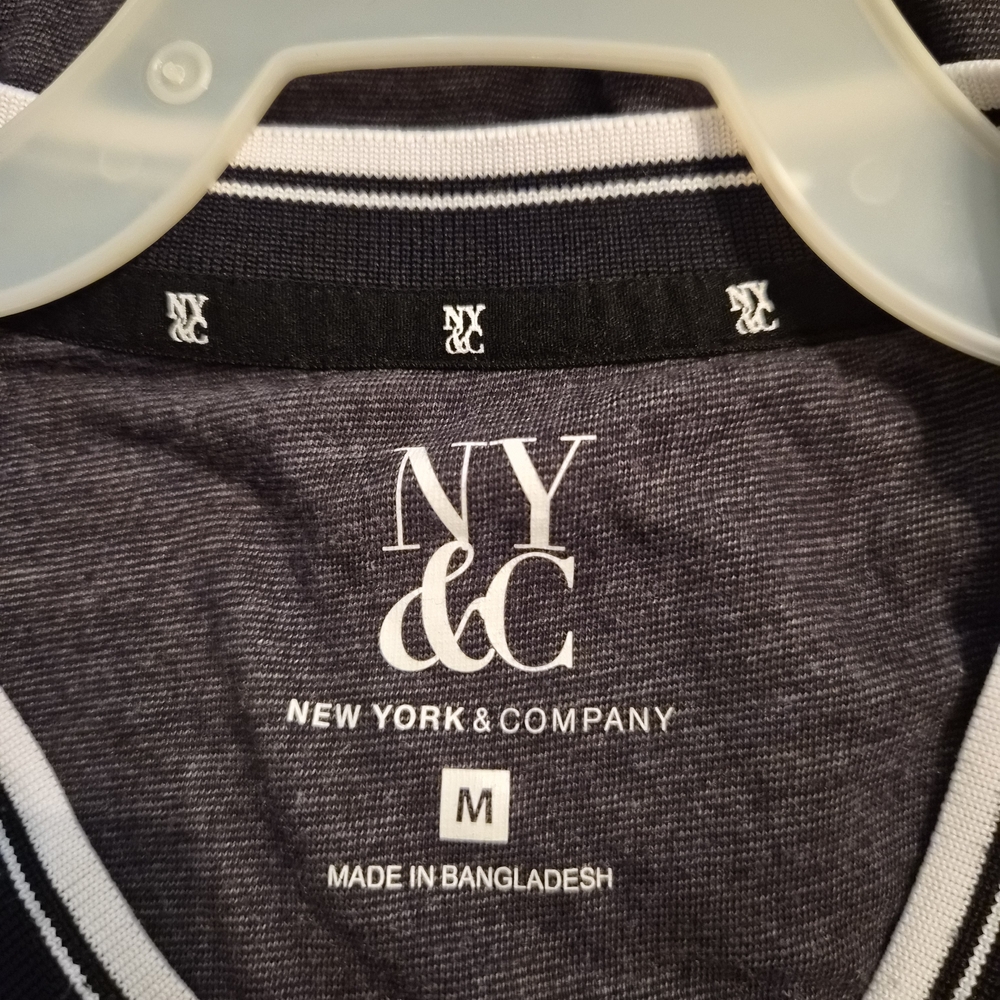 NY NY NY
&C &C &C
NY
&C
NEW YORK & COMPANY
M
MADE IN BANGLADESH